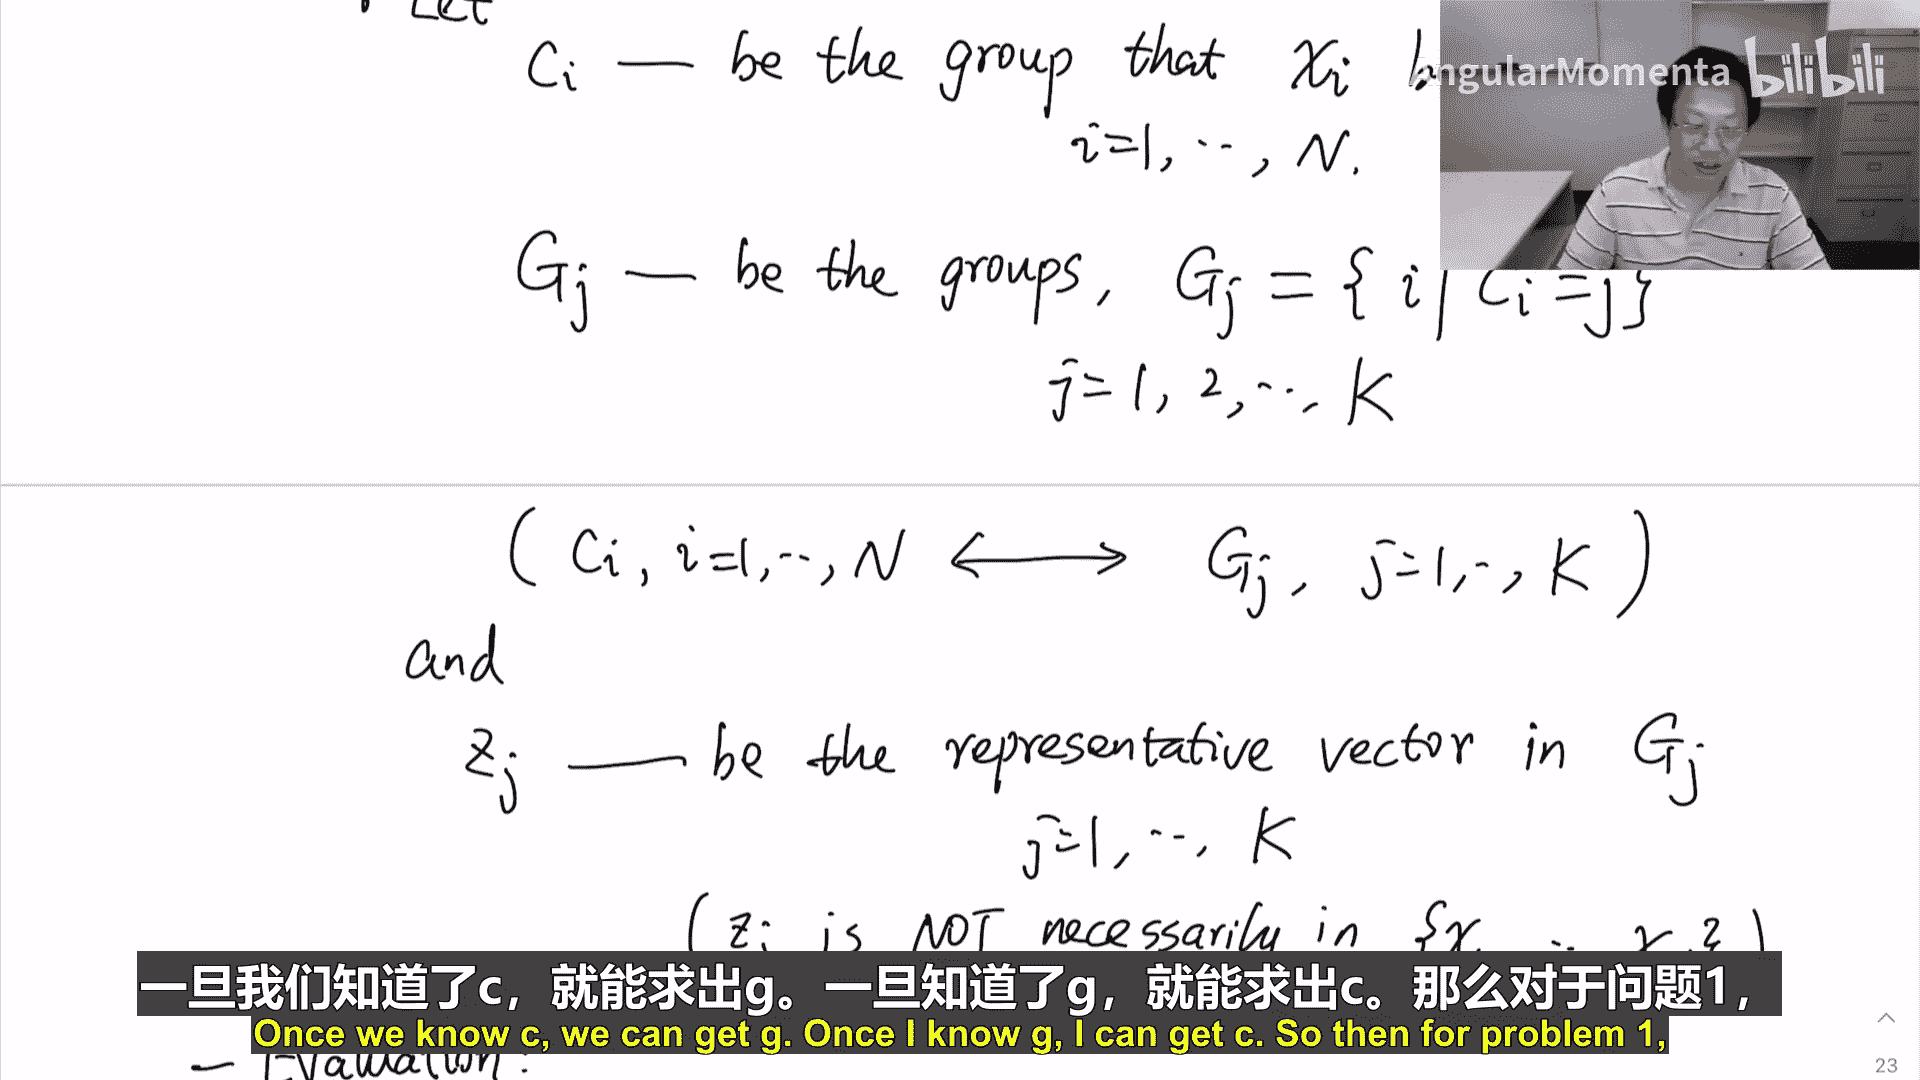 Let
Ci — be the group that Xi
AngularMomenta bilibili
i=1, ..., N.
Gj — be the groups, Gj = { i | Ci = j }
j=1, 2, ..., K
( Ci, i=1, .., N ⟷ Gj, j=1, .., K )
and
Zj — be the representative vector in Gj
j=1, ..., K
( Zj is NOT necessarily in {x
一旦我们知道了c，就能求出g。一旦知道了g，就能求出c。那么对于问题1，
Once we know c, we can get g. Once I know g, I can get c. So then for problem 1,
— Evaluation:
23